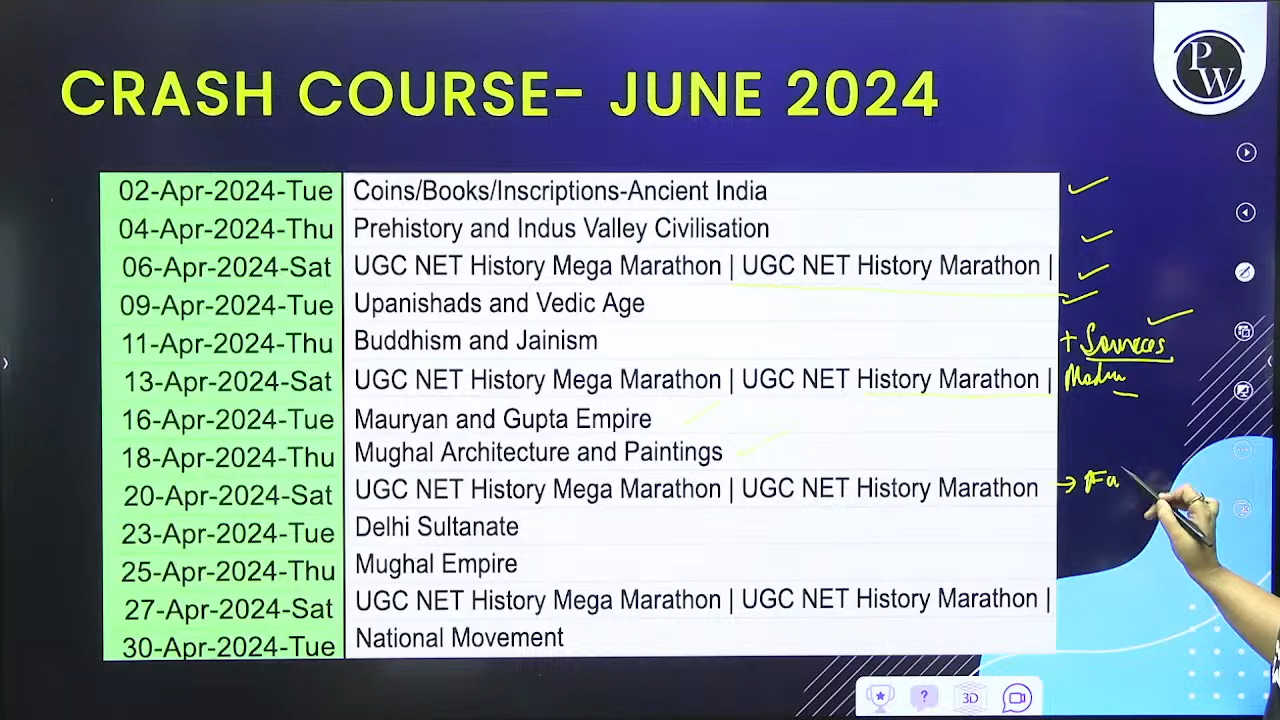 CRASH COURSE- JUNE 2024
PW
02-Apr-2024-Tue Coins/Books/Inscriptions-Ancient India
04-Apr-2024-Thu Prehistory and Indus Valley Civilisation
06-Apr-2024-Sat UGC NET History Mega Marathon | UGC NET History Marathon |
09-Apr-2024-Tue Upanishads and Vedic Age
11-Apr-2024-Thu Buddhism and Jainism
+ Sources
13-Apr-2024-Sat UGC NET History Mega Marathon | UGC NET History Marathon |
16-Apr-2024-Tue Mauryan and Gupta Empire
18-Apr-2024-Thu Mughal Architecture and Paintings
20-Apr-2024-Sat UGC NET History Mega Marathon | UGC NET History Marathon
→ Fu
23-Apr-2024-Tue Delhi Sultanate
25-Apr-2024-Thu Mughal Empire
27-Apr-2024-Sat UGC NET History Mega Marathon | UGC NET History Marathon |
30-Apr-2024-Tue National Movement
3D